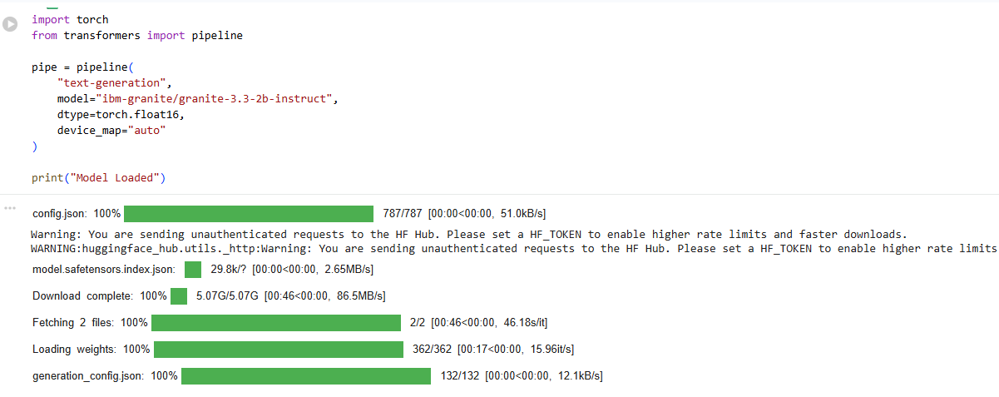 import torch
from transformers import pipeline
pipe = pipeline(
    "text-generation",
    model="ibm-granite/granite-3.3-2b-instruct",
    dtype=torch.float16,
    device_map="auto"
)
print("Model Loaded")
config.json: 100% 787/787 [00:00<00:00, 51.0kB/s]
Warning: You are sending unauthenticated requests to the HF Hub. Please set a HF_TOKEN to enable higher rate limits and faster downloads.
WARNING:huggingface_hub.utils._http:Warning: You are sending unauthenticated requests to the HF Hub. Please set a HF_TOKEN to enable higher rate limits
model.safetensors.index.json: 29.8k/? [00:00<00:00, 2.65MB/s]
Download complete: 100% 5.07G/5.07G [00:46<00:00, 86.5MB/s]
Fetching 2 files: 100% 2/2 [00:46<00:00, 46.18s/it]
Loading weights: 100% 362/362 [00:17<00:00, 15.96it/s]
generation_config.json: 100% 132/132 [00:00<00:00, 12.1kB/s]